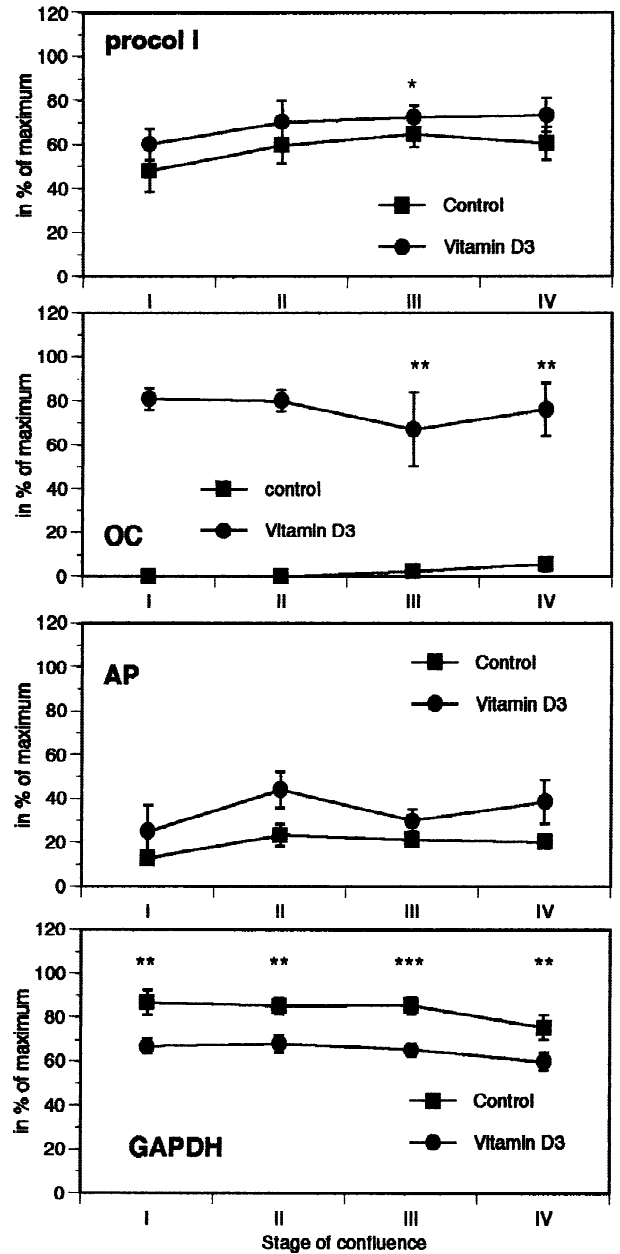 procol I
in % of maximum
120
100
80
60
40
20
0
*
Control
Vitamin D3
I II III IV
OC
in % of maximum
120
100
80
60
40
20
0
** **
control
Vitamin D3
I II III IV
AP
in % of maximum
120
100
80
60
40
20
0
Control
Vitamin D3
I II III IV
GAPDH
in % of maximum
120
100
80
60
40
20
0
** ** *** **
Control
Vitamin D3
I II III IV
Stage of confluence